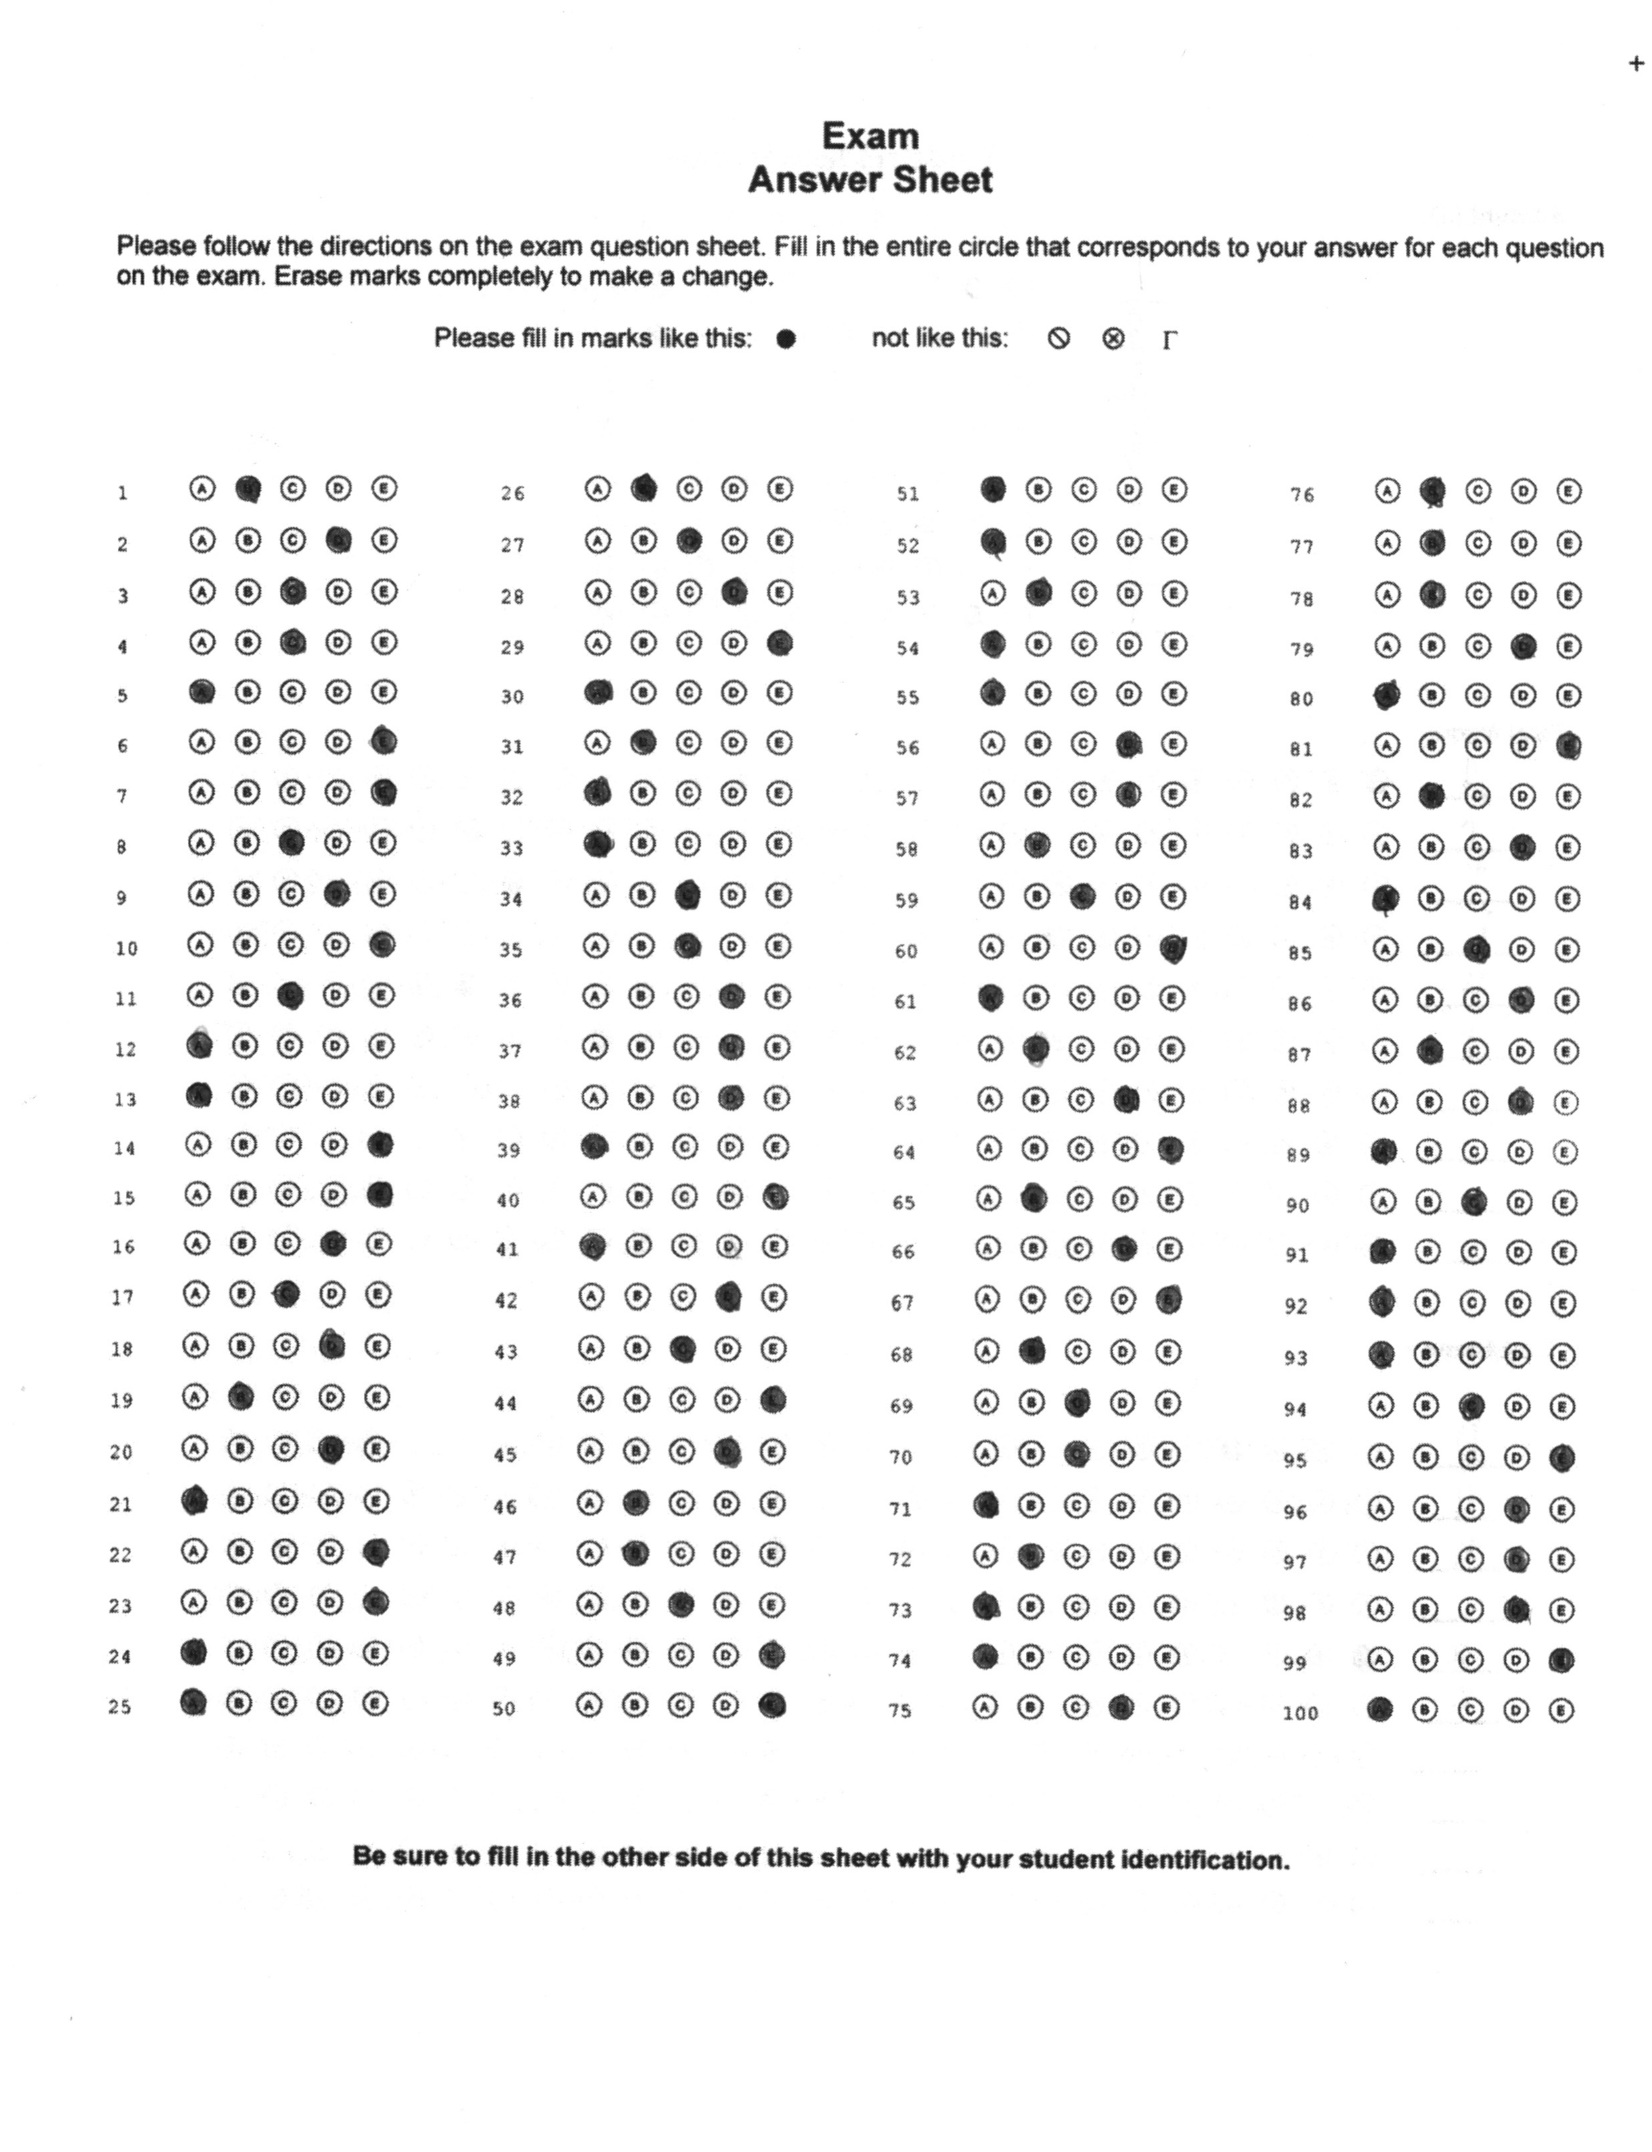 +
Exam
Answer Sheet
Please follow the directions on the exam question sheet. Fill in the entire circle that corresponds to your answer for each question
on the exam. Erase marks completely to make a change.
Please fill in marks like this: ● not like this: ⦸ ⊗ Γ
1 A C D E 26 A C D E 51 B C D E 76 A C D E
2 A B C E 27 A B D E 52 B C D E 77 A B C D E
3 A B C D E 28 A B C D E 53 A C D E 78 A B C D E
4 A B C D E 29 A B C D E 54 A B C D E 79 A B C E
5 A B C D E 30 A B C D E 55 A B C D E 80 B C D E
6 A B C D E 31 A B C D E 56 A B C E 81 A B C D E
7 A B C D E 32 A B C D E 57 A B C D E 82 A C D E
8 A B C D E 33 A B C D E 58 A B C D E 83 A B C D E
9 A B C D E 34 A B D E 59 A B C D E 84 B C D E
10 A B C D E 35 A B C D E 60 A B C D 85 A B D E
11 A B D E 36 A B C D E 61 B C D E 86 A B C D E
12 A B C D E 37 A B C D E 62 A C D E 87 A B C D E
13 A B C D E 38 A B C D E 63 A B C D E 88 A B C D E
14 A B C D 39 A B C D E 64 A B C D E 89 A B C D E
15 A B C D 40 A B C D E 65 A B C D E 90 A B C D E
16 A B C E 41 A B C D E 66 A B C E 91 A B C D E
17 A B C D E 42 A B C E 67 A B C D 92 A B C D E
18 A B C D E 43 A B D E 68 A C D E 93 A B C D E
19 A B C D E 44 A B C D 69 A B D E 94 A B C D E
20 A B C E 45 A B C D E 70 A B D E 95 A B C D E
21 B C D E 46 A B C D E 71 B C D E 96 A B C D E
22 A B C D 47 A B C D E 72 A B C D E 97 A B C D E
23 A B C D E 48 A B D E 73 A B C D E 98 A B C D E
24 B C D E 49 A B C D E 74 A B C D E 99 A B C D
25 A B C D E 50 A B C D E 75 A B C D E 100 A B C D E
Be sure to fill in the other side of this sheet with your student identification.